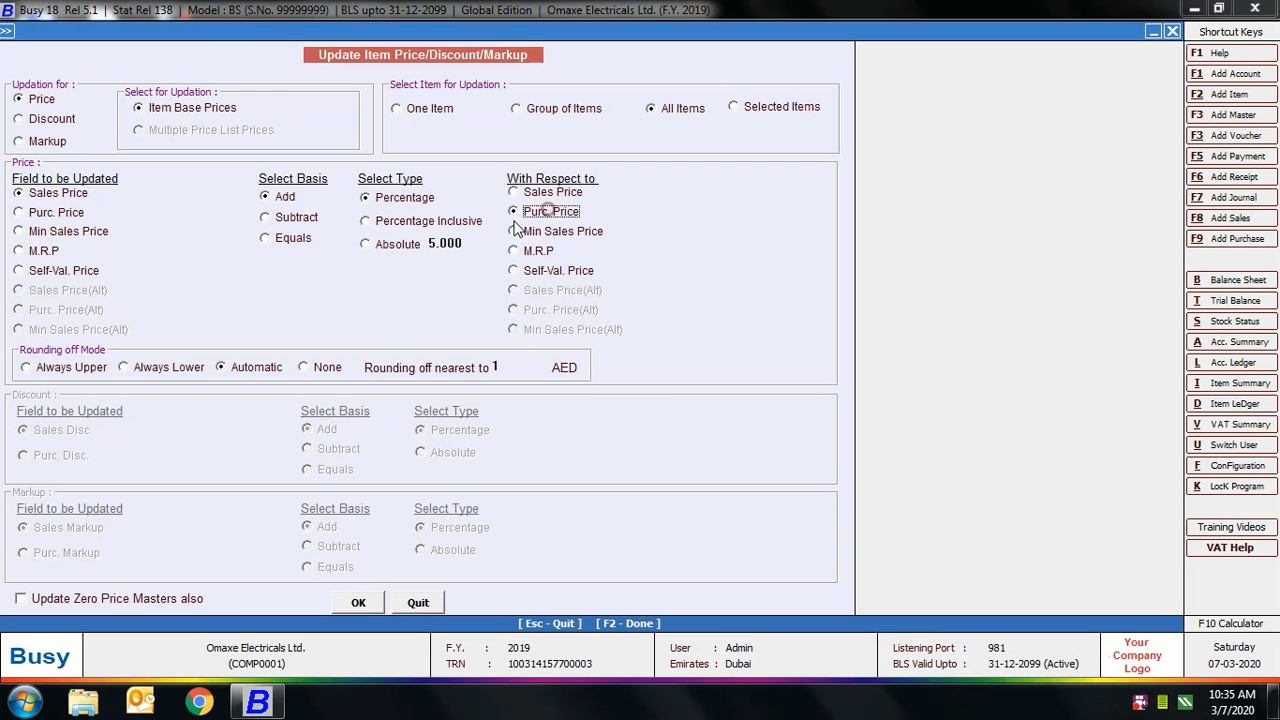 Busy 18 Rel 5.1 | Stat Rel 138 | Model : BS (S.No. 99999999) | BLS upto 31-12-2099 | Global Edition | Omaxe Electricals Ltd. (F.Y. 2019)
>>
Update Item Price/Discount/Markup
Updation for :
Price
Discount
Markup
Select for Updation :
Item Base Prices
Multiple Price List Prices
Select Item for Updation :
One Item Group of Items All Items Selected Items
Price :
Field to be Updated Select Basis Select Type With Respect to
Sales Price Add Percentage Sales Price
Purc. Price Subtract Percentage Inclusive Purc. Price
Min Sales Price Equals Absolute 5.000 Min Sales Price
M.R.P M.R.P
Self-Val. Price Self-Val. Price
Sales Price(Alt) Sales Price(Alt)
Purc. Price(Alt) Purc. Price(Alt)
Min Sales Price(Alt) Min Sales Price(Alt)
Rounding off Mode
Always Upper Always Lower Automatic None Rounding off nearest to 1 AED
Discount :
Field to be Updated Select Basis Select Type
Sales Disc. Add Percentage
Purc. Disc. Subtract Absolute
Equals
Markup :
Field to be Updated Select Basis Select Type
Sales Markup Add Percentage
Purc. Markup Subtract Absolute
Equals
Update Zero Price Masters also OK Quit
[ Esc - Quit ] [ F2 - Done ]
Shortcut Keys
F1 Help
F1 Add Account
F2 Add Item
F3 Add Master
F3 Add Voucher
F5 Add Payment
F6 Add Receipt
F7 Add Journal
F8 Add Sales
F9 Add Purchase
B Balance Sheet
T Trial Balance
S Stock Status
A Acc. Summary
L Acc. Ledger
I Item Summary
D Item LeDger
V VAT Summary
U Switch User
F ConFiguration
K LocK Program
Training Videos
VAT Help
F10 Calculator
Busy
Omaxe Electricals Ltd.
(COMP0001)
F.Y. : 2019
TRN : 100314157700003
User : Admin
Emirates : Dubai
Listening Port : 981
BLS Valid Upto : 31-12-2099 (Active)
Your
Company
Logo
Saturday
07-03-2020
B
10:35 AM
3/7/2020